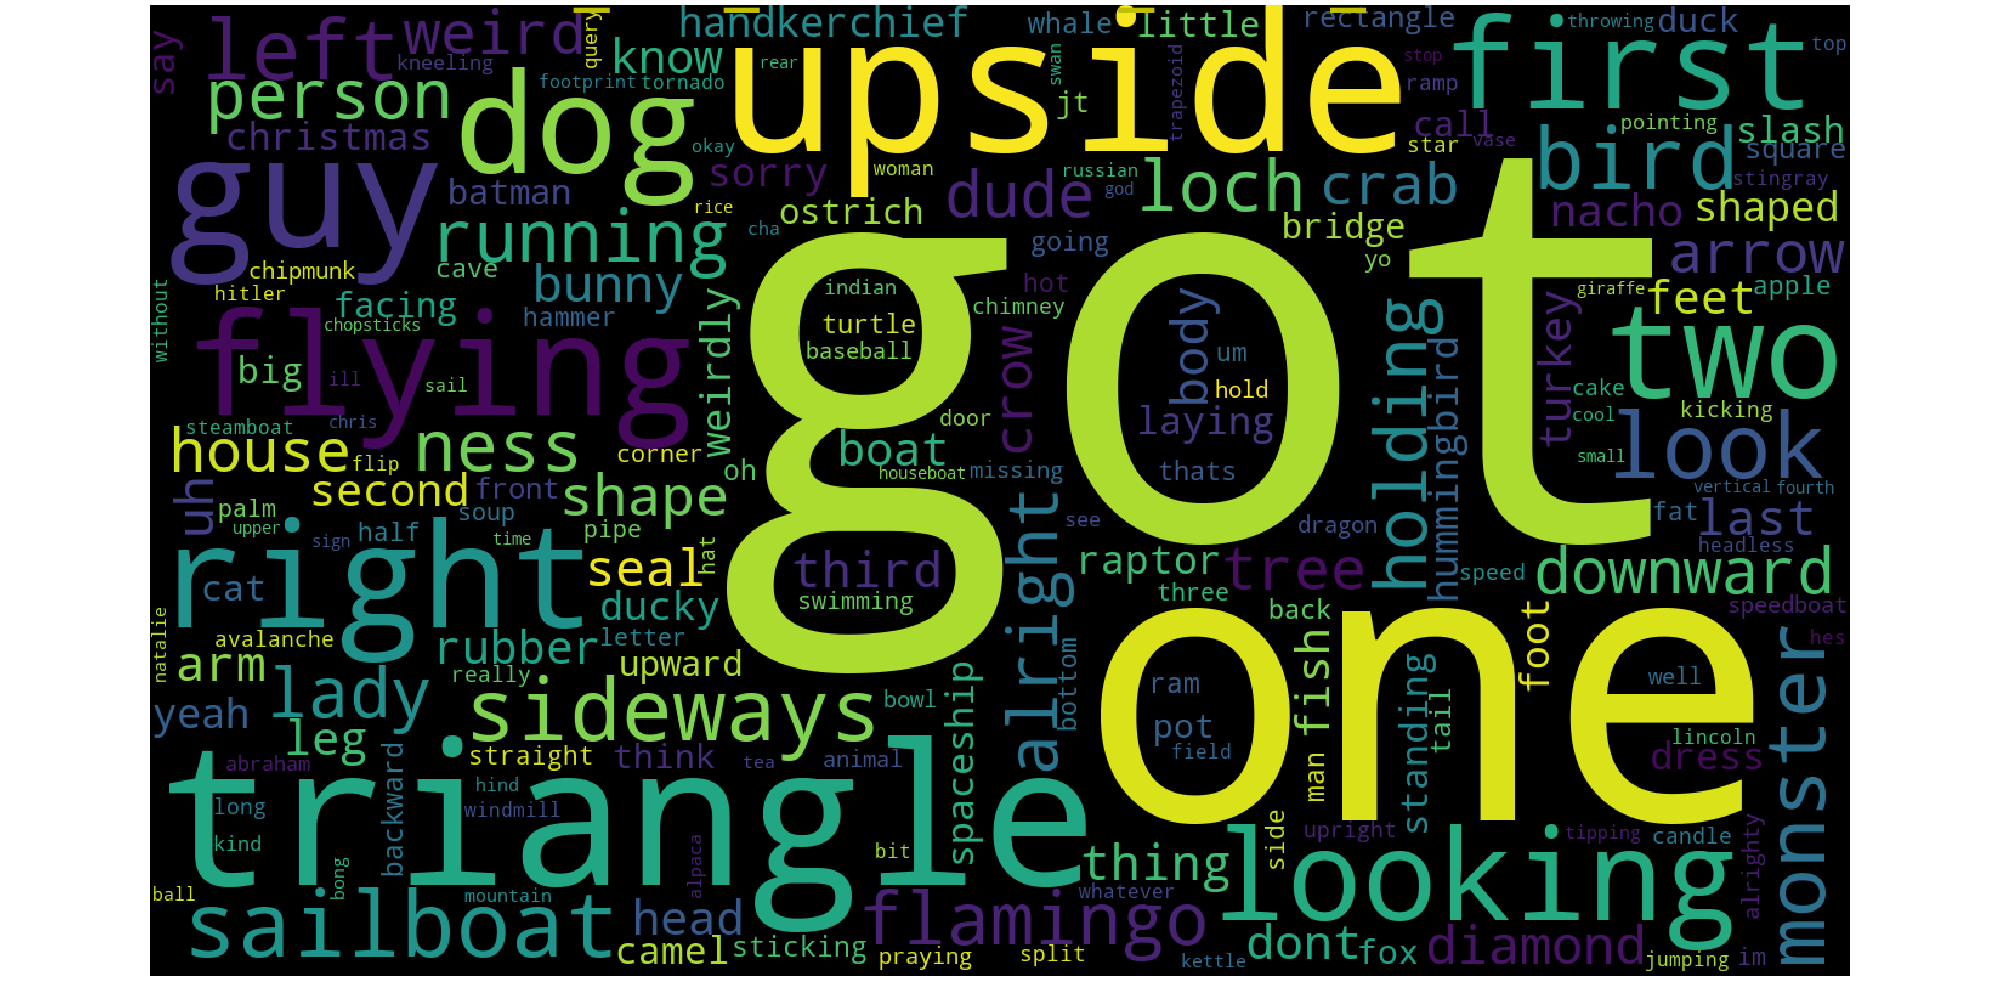 query
handkerchief
whale
little
rectangle
throwing
duck
top
say
left
weird
kneeling
know
rear
upside
swan
stop
first
person
dog
footprint
tornado
jt
trapezoid
ramp
call
vase
pointing
slash
christmas
okay
star
bird
square
guy
batman
sorry
woman
dude
russian
god
loch
crab
stingray
running
rice
ostrich
cha
going
bridge
yo
nacho
shaped
arrow
chipmunk
cave
bunny
weirdly
got
indian
hot
chimney
giraffe
feet
apple
without
hitler
facing
chopsticks
hammer
turtle
baseball
crow
body
um
holding
hummingbird
turkey
two
flying
big
ill
sail
hold
laying
cake
cool
kicking
look
steamboat
chris
door
house
flip
ness
corner
boat
oh
houseboat
missing
thats
small
vertical
fourth
uh
second
front
shape
palm
soup
pipe
see
dragon
fat
last
upper
half
right
sign
time
seal
hat
third
alright
raptor
tree
speed
headless
downward
cat
ducky
swimming
three
back
foot
speedboat
natalie
avalanche
rubber
letter
bottom
fish
one
hes
arm
really
upward
spaceship
ram
standing
tail
well
monster
yeah
lady
sideways
bowl
pot
field
man
lincoln
leg
straight
think
tea
animal
dress
abraham
backward
hind
triangle
long
windmill
kind
bit
side
upright
tipping
candle
bong
alpaca
thing
looking
alrighty
ball
sailboat
mountain
head
flamingo
whatever
camel
sticking
praying
split
kettle
dont
fox
diamond
jumping
im